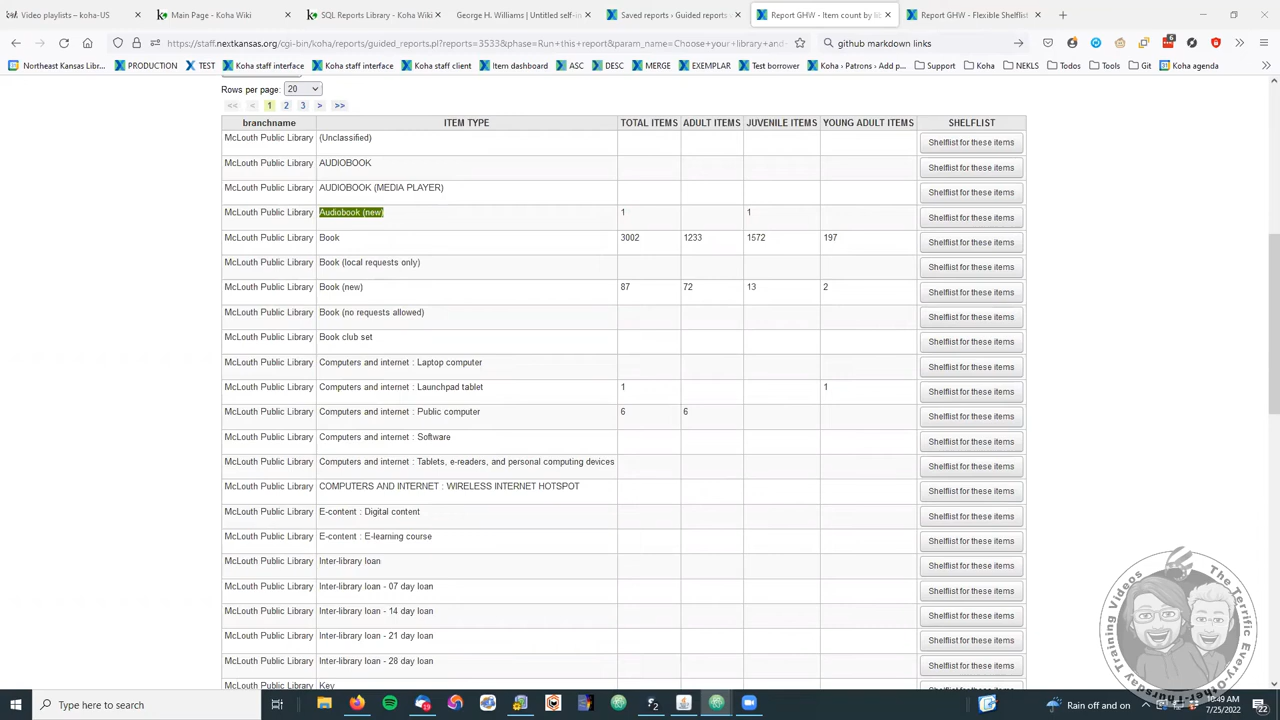 Video playlists – koha-US
Main Page - Koha Wiki
SQL Reports Library - Koha Wiki
George H. Williams | Untitled self-in
Saved reports › Guided reports
Report GHW - Item count by lib
Report GHW - Flexible Shelflist
https://staff.nextkansas.org/cgi-bin/koha/reports/guided_reports.pl?reports=3533&phase=Run this report&param_name=Choose+your+library+and
github markdown links
6
Northeast Kansas Libr...
PRODUCTION
TEST
Koha staff interface
Koha staff interface
Koha staff client
Item dashboard
ASC
DESC
MERGE
EXEMPLAR
Test borrower
Koha › Patrons › Add p...
Support
Koha
NEKLS
Todos
Tools
Git
Koha agenda
Rows per page: 20
<< < 1 2 3 > >>
branchname ITEM TYPE TOTAL ITEMS ADULT ITEMS JUVENILE ITEMS YOUNG ADULT ITEMS SHELFLIST
McLouth Public Library (Unclassified) Shelflist for these items
McLouth Public Library AUDIOBOOK Shelflist for these items
McLouth Public Library AUDIOBOOK (MEDIA PLAYER) Shelflist for these items
McLouth Public Library Audiobook (new) 1 1 Shelflist for these items
McLouth Public Library Book 3002 1233 1572 197 Shelflist for these items
McLouth Public Library Book (local requests only) Shelflist for these items
McLouth Public Library Book (new) 87 72 13 2 Shelflist for these items
McLouth Public Library Book (no requests allowed) Shelflist for these items
McLouth Public Library Book club set Shelflist for these items
McLouth Public Library Computers and internet : Laptop computer Shelflist for these items
McLouth Public Library Computers and internet : Launchpad tablet 1 1 Shelflist for these items
McLouth Public Library Computers and internet : Public computer 6 6 Shelflist for these items
McLouth Public Library Computers and internet : Software Shelflist for these items
McLouth Public Library Computers and internet : Tablets, e-readers, and personal computing devices Shelflist for these items
McLouth Public Library COMPUTERS AND INTERNET : WIRELESS INTERNET HOTSPOT Shelflist for these items
McLouth Public Library E-content : Digital content Shelflist for these items
McLouth Public Library E-content : E-learning course Shelflist for these items
McLouth Public Library Inter-library loan Shelflist for these items
McLouth Public Library Inter-library loan - 07 day loan Shelflist for these items
McLouth Public Library Inter-library loan - 14 day loan Shelflist for these items
McLouth Public Library Inter-library loan - 21 day loan Shelflist for these items
McLouth Public Library Inter-library loan - 28 day loan Shelflist for these items
McLouth Public Library Key
The Terrific Every-Other-Thursday Training Videos
Type here to search
Rain off and on
10:49 AM
7/25/2022
22